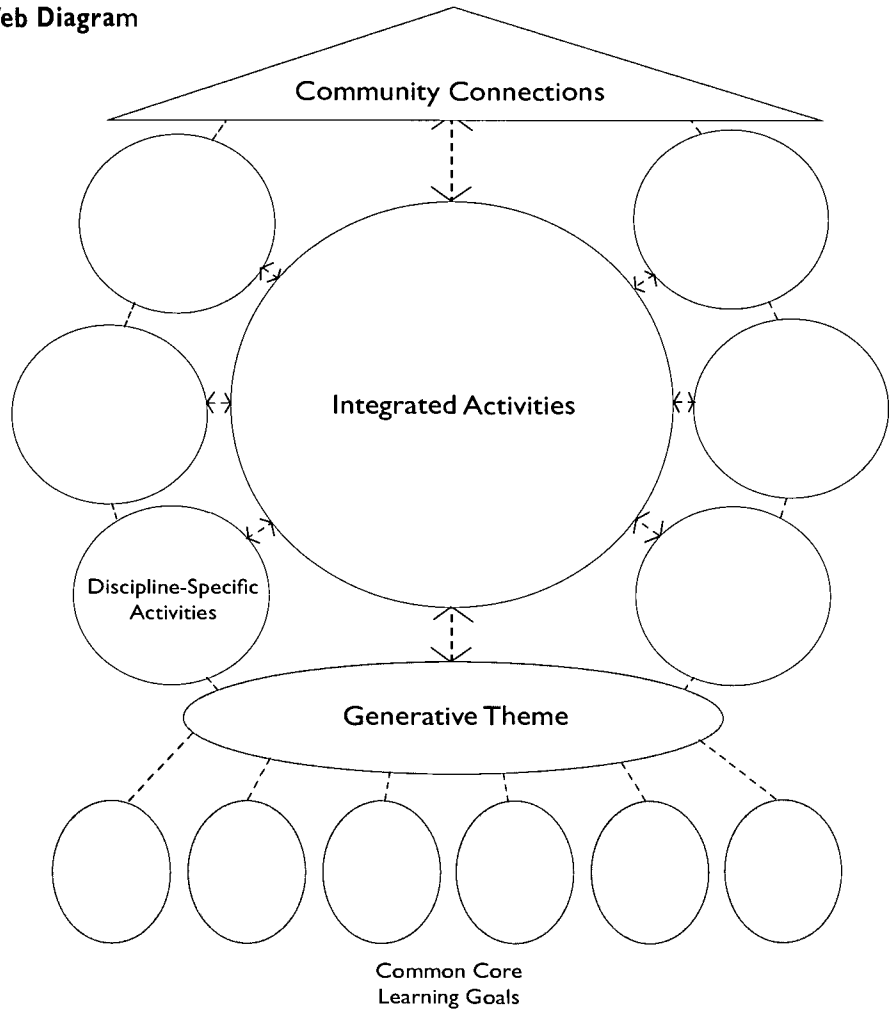 eb Diagram
Community Connections
Integrated Activities
Discipline-Specific
Activities
Generative Theme
Common Core
Learning Goals